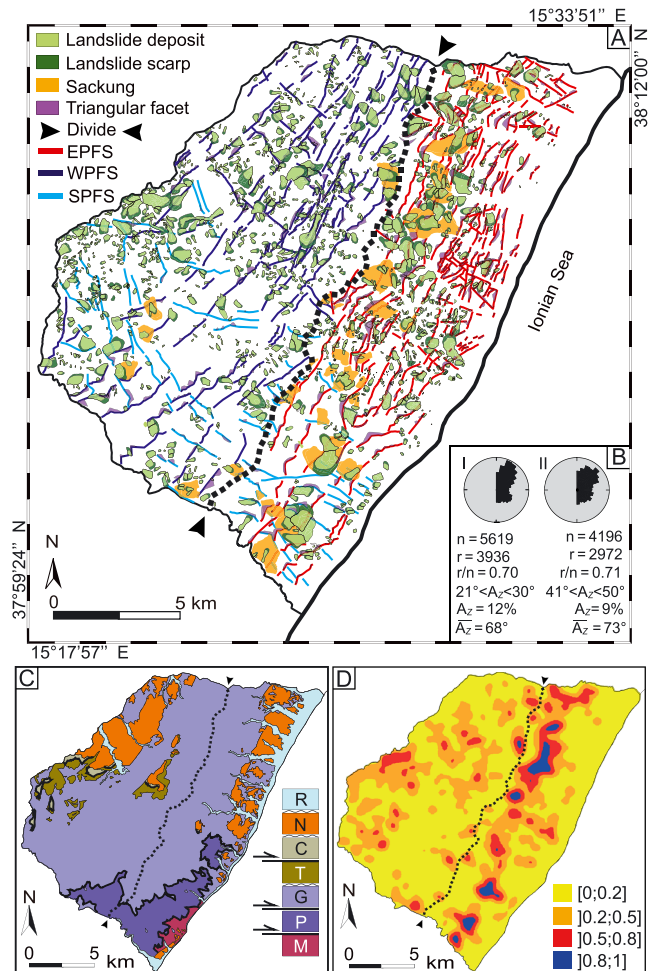 15°33'51" E
A
38°12'00" N
Landslide deposit
Landslide scarp
Sackung
Triangular facet
Divide
EPFS
WPFS
SPFS
Ionian Sea
B
I II
n = 5619 n = 4196
r = 3936 r = 2972
r/n = 0.70 r/n = 0.71
21°<Az<30° 41°<Az<50°
Az = 12% Az = 9%
Az = 68° Az = 73°
37°59'24" N
N
0 5 km
15°17'57" E
C
R
N
C
T
G
P
M
N
0 5
km
D
]0;0.2]
]0.2;0.5]
]0.5;0.8]
]0.8;1]
N
0 5
km